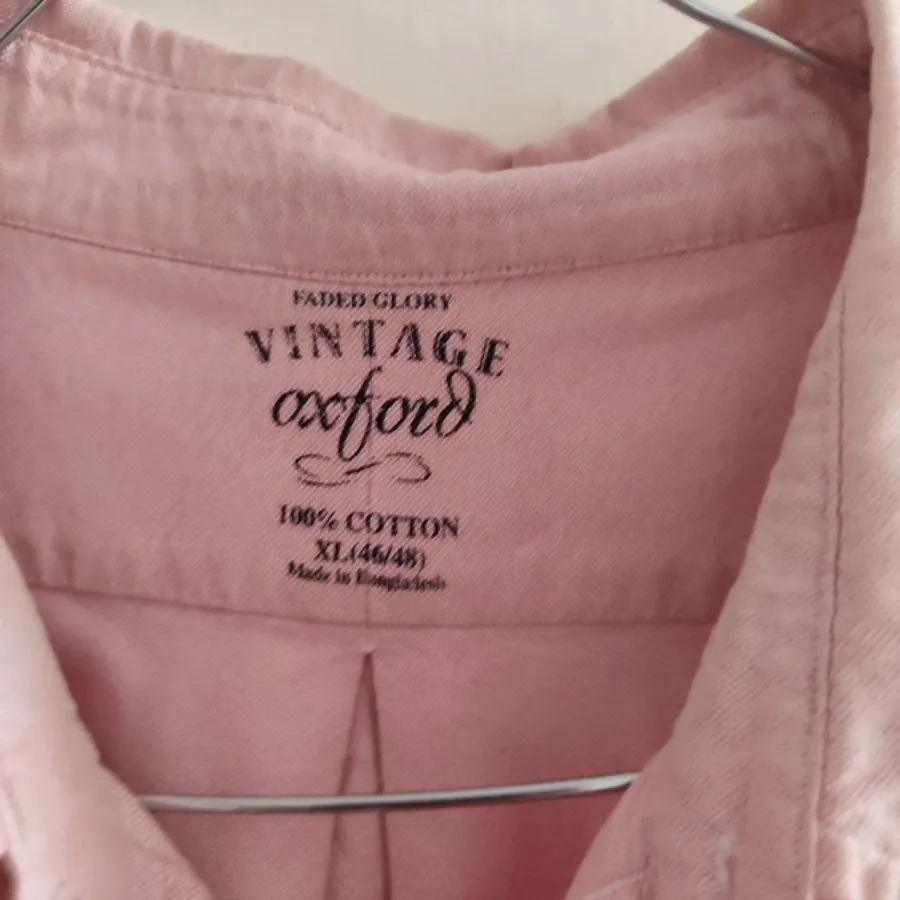 FADED GLORY
VINTAGE
oxford
100% COTTON
XL(46/48)
Made in Bangladesh